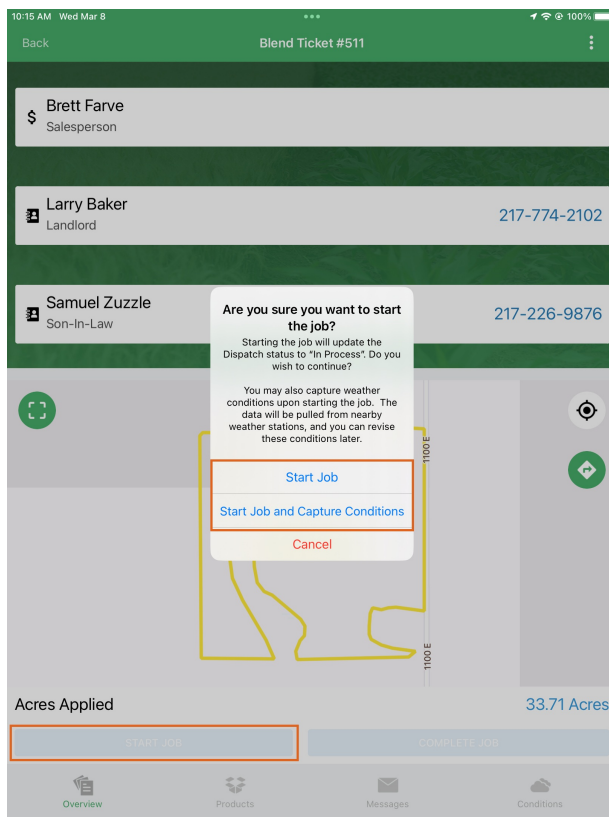 10:15 AM Wed Mar 8
100%
Back
Blend Ticket #511
$
Brett Farve
Salesperson
Larry Baker
Landlord
217-774-2102
Samuel Zuzzle
Son-In-Law
217-226-9876
Are you sure you want to start
the job?
Starting the job will update the
Dispatch status to "In Process". Do you
wish to continue?
You may also capture weather
conditions upon starting the job. The
data will be pulled from nearby
weather stations, and you can revise
these conditions later.
Start Job
Start Job and Capture Conditions
Cancel
1100 E
1100 E
Acres Applied
33.71 Acres
START JOB
COMPLETE JOB
Overview
Products
Messages
Conditions